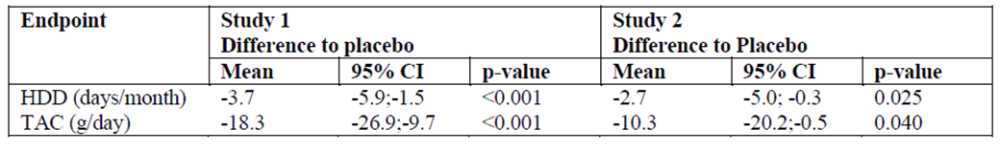 Endpoint Study 1 Study 2
Difference to placebo Difference to Placebo
Mean 95% CI p-value Mean 95% CI p-value
HDD (days/month) -3.7 -5.9;-1.5 <0.001 -2.7 -5.0; -0.3 0.025
TAC (g/day) -18.3 -26.9;-9.7 <0.001 -10.3 -20.2;-0.5 0.040